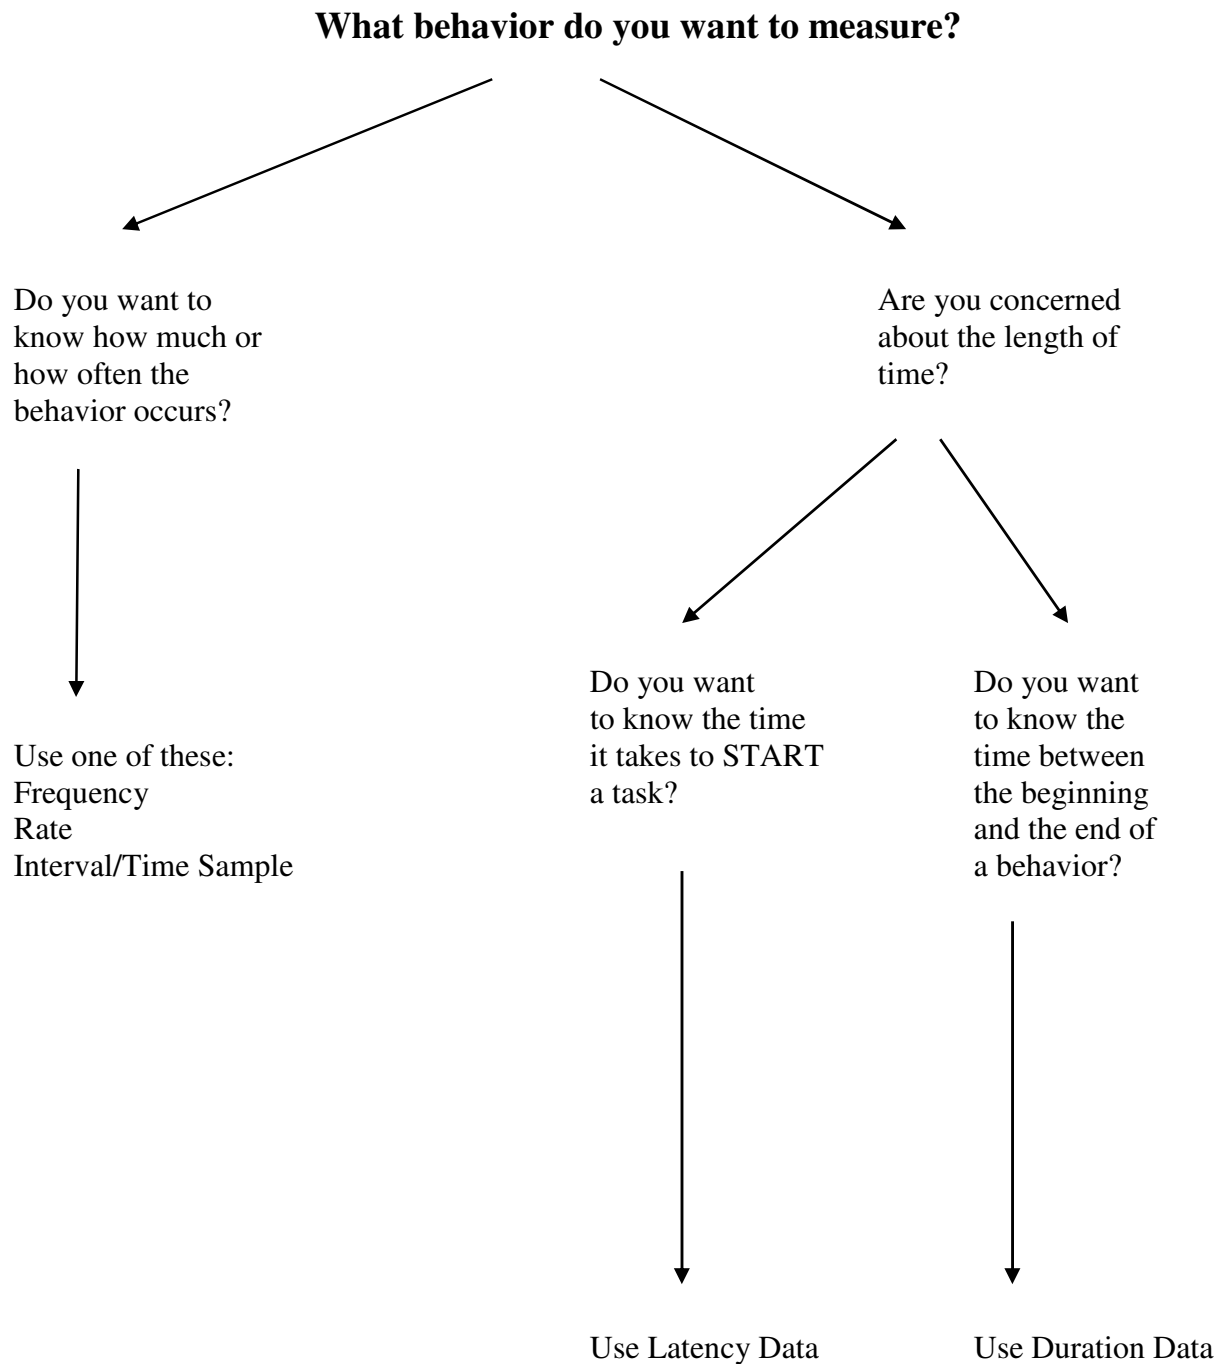 What behavior do you want to measure?
Do you want to
know how much or
how often the
behavior occurs?
Are you concerned
about the length of
time?
Use one of these:
Frequency
Rate
Interval/Time Sample
Do you want
to know the time
it takes to START
a task?
Do you want
to know the
time between
the beginning
and the end of
a behavior?
Use Latency Data
Use Duration Data